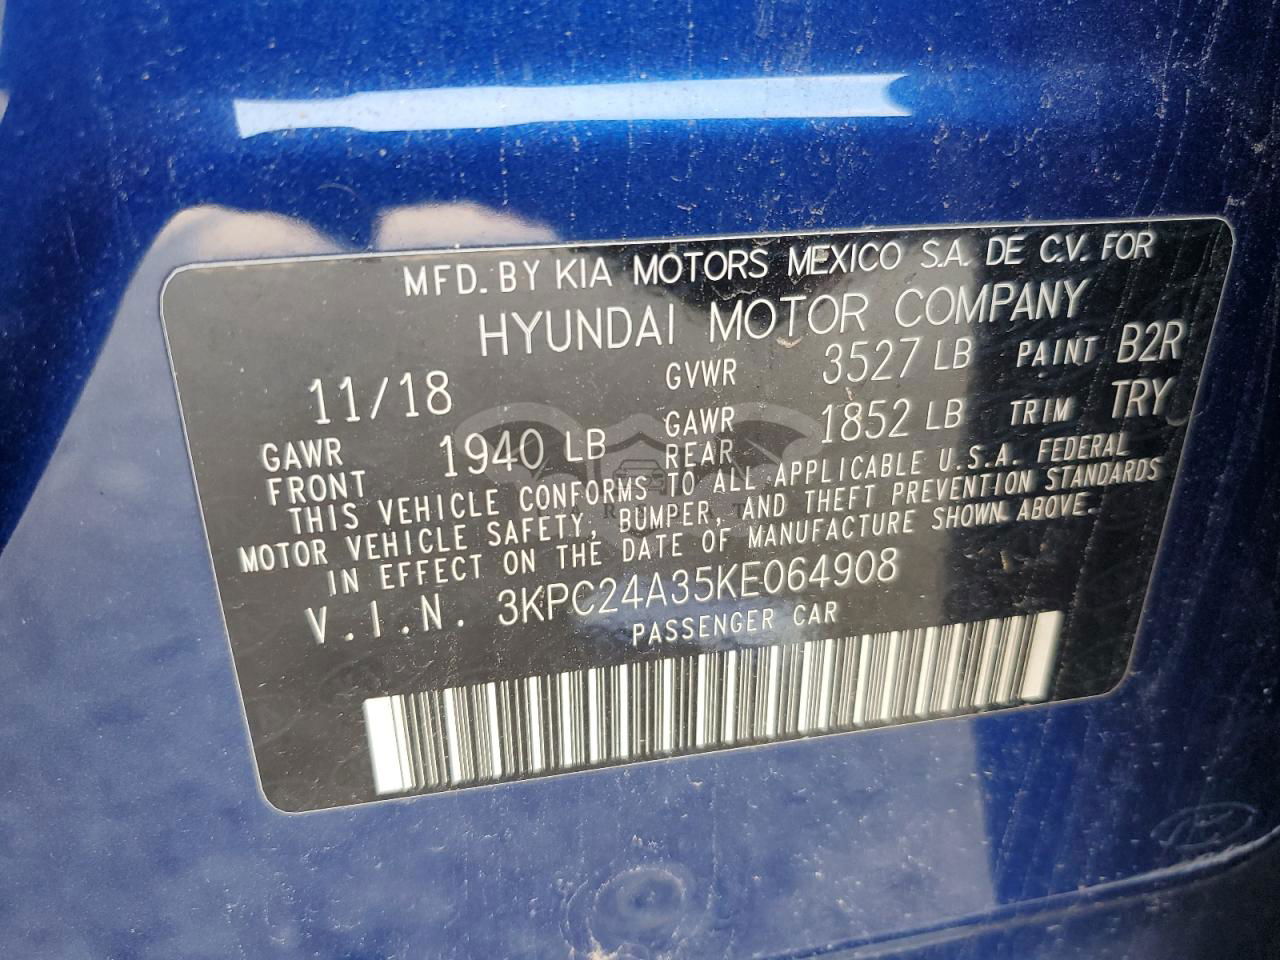 MFD. BY KIA MOTORS MEXICO S.A. DE C.V. FOR
HYUNDAI MOTOR COMPANY
11/18 GVWR 3527 LB PAINT B2R
GAWR FRONT 1940 LB GAWR REAR 1852 LB TRIM TRY
THIS VEHICLE CONFORMS TO ALL APPLICABLE U.S.A. FEDERAL
MOTOR VEHICLE SAFETY, BUMPER, AND THEFT PREVENTION STANDARDS
IN EFFECT ON THE DATE OF MANUFACTURE SHOWN ABOVE.
V.I.N. 3KPC24A35KE064908
PASSENGER CAR